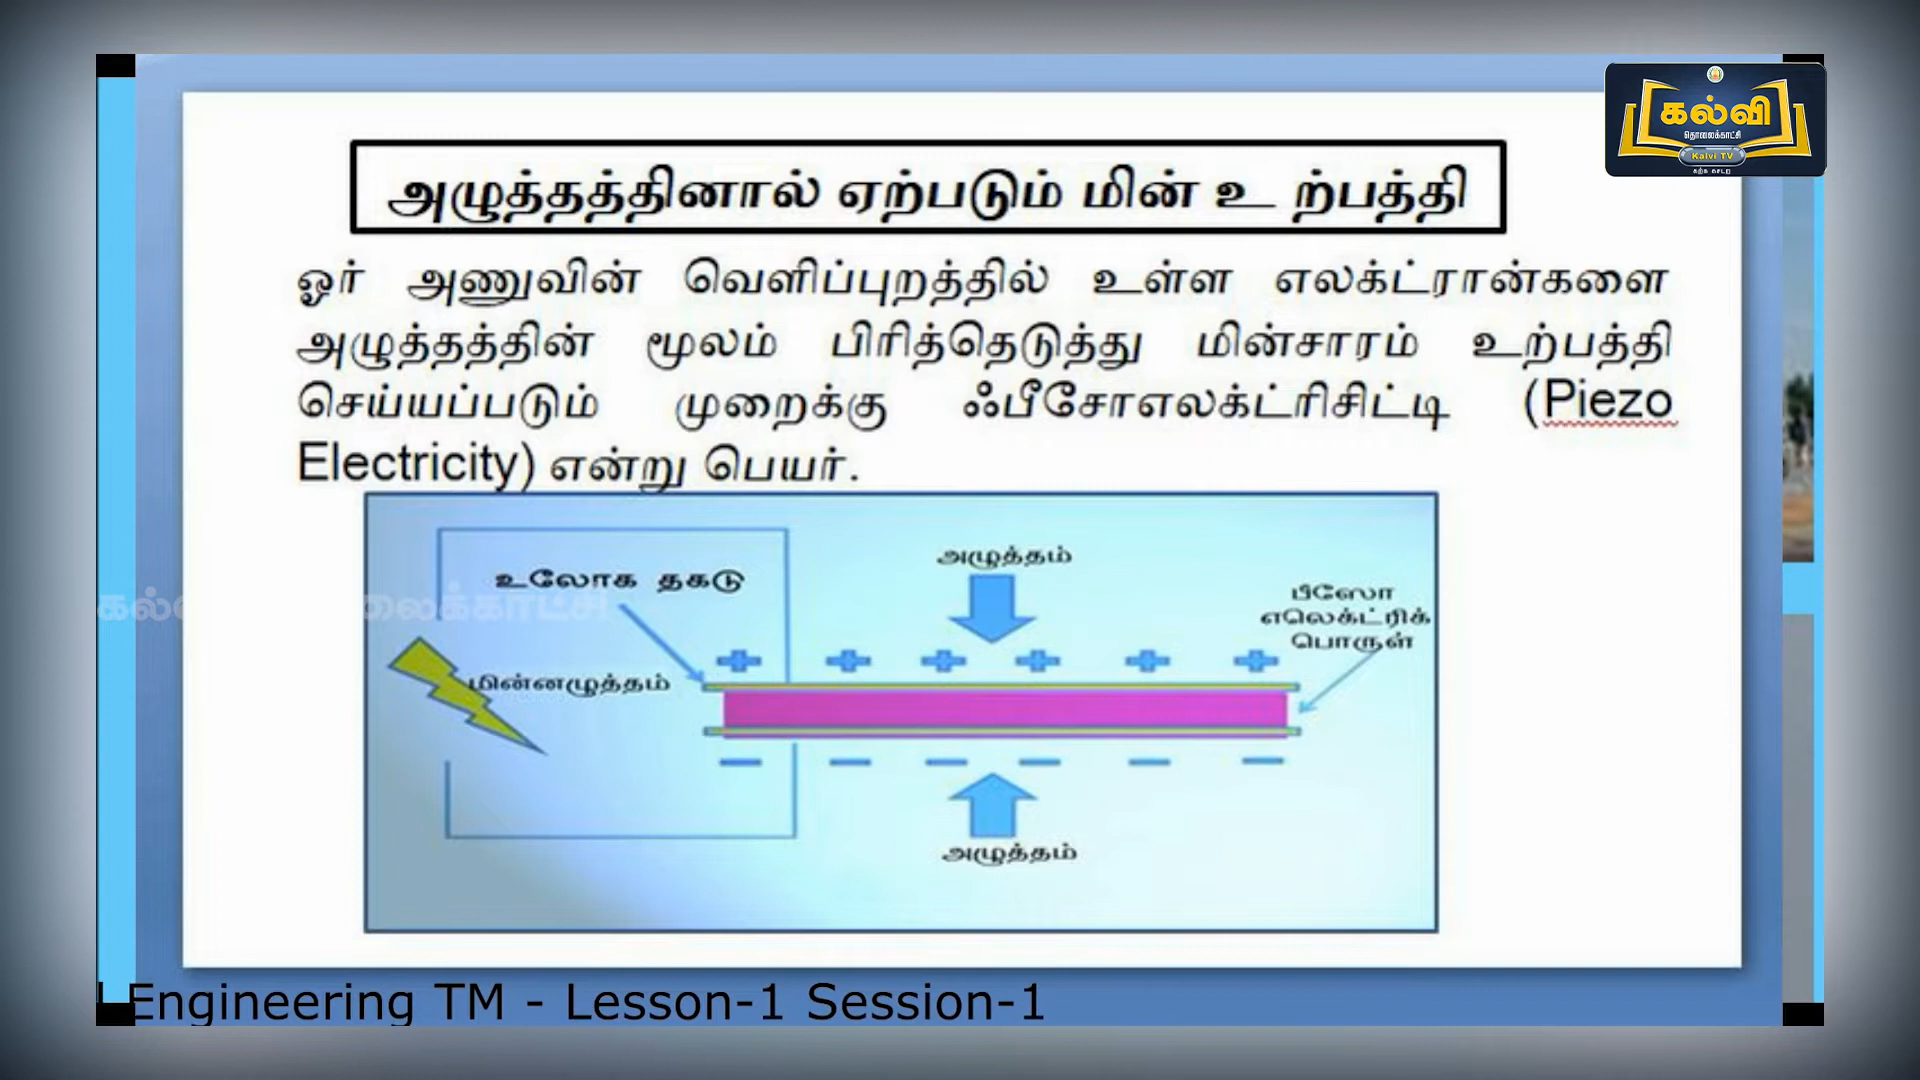 கல்வி
தொலைக்காட்சி
Kalvi TV
கற்க கசடற
அழுத்தத்தினால் ஏற்படும் மின் உ ற்பத்தி
ஓர் அணுவின் வெளிப்புறத்தில் உள்ள எலக்ட்ரான்களை
அழுத்தத்தின் மூலம் பிரித்தெடுத்து மின்சாரம் உற்பத்தி
செய்யப்படும் முறைக்கு ஃபீசோஎலக்ட்ரிசிட்டி (Piezo
Electricity) என்று பெயர்.
உலோக தகடு
அழுத்தம்
பீஸோ
எலெக்ட்ரிக்
பொருள்
மின்னழுத்தம்
அழுத்தம்
Engineering TM - Lesson-1 Session-1